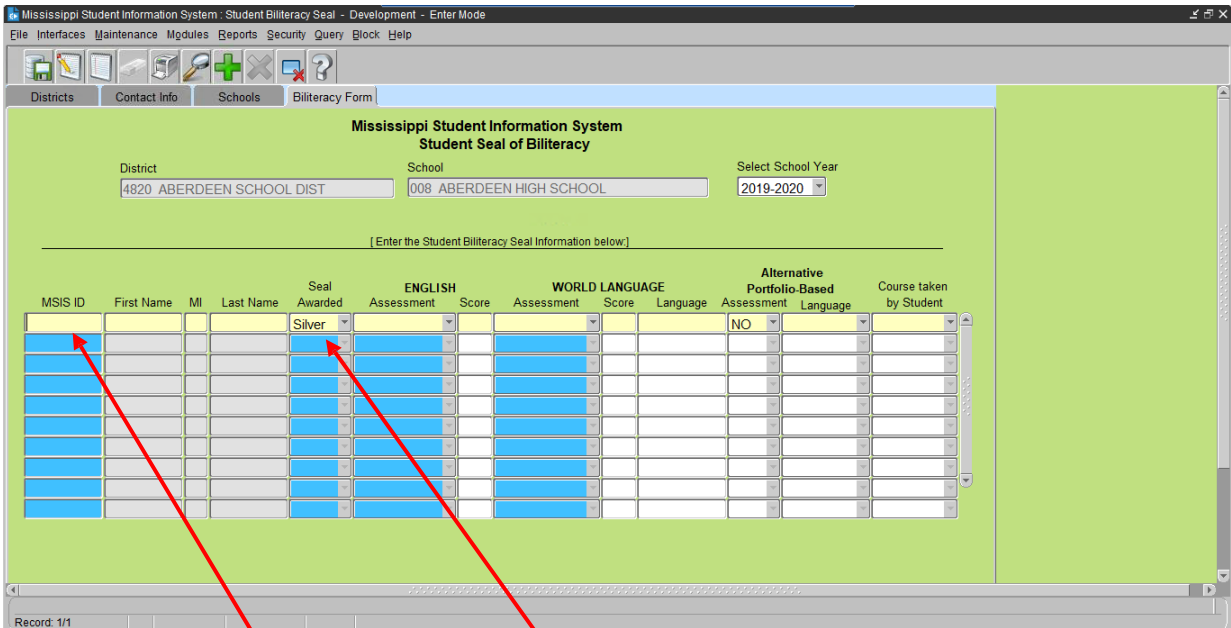 Mississippi Student Information System : Student Biliteracy Seal - Development - Enter Mode
File Interfaces Maintenance Modules Reports Security Query Block Help
Districts Contact Info Schools Biliteracy Form
Mississippi Student Information System
Student Seal of Biliteracy
District School Select School Year
4820 ABERDEEN SCHOOL DIST 008 ABERDEEN HIGH SCHOOL 2019-2020
[ Enter the Student Biliteracy Seal Information below:]
Alternative
Seal ENGLISH WORLD LANGUAGE Portfolio-Based Course taken
MSIS ID First Name MI Last Name Awarded Assessment Score Assessment Score Language Assessment Language by Student
Silver NO
Record: 1/1